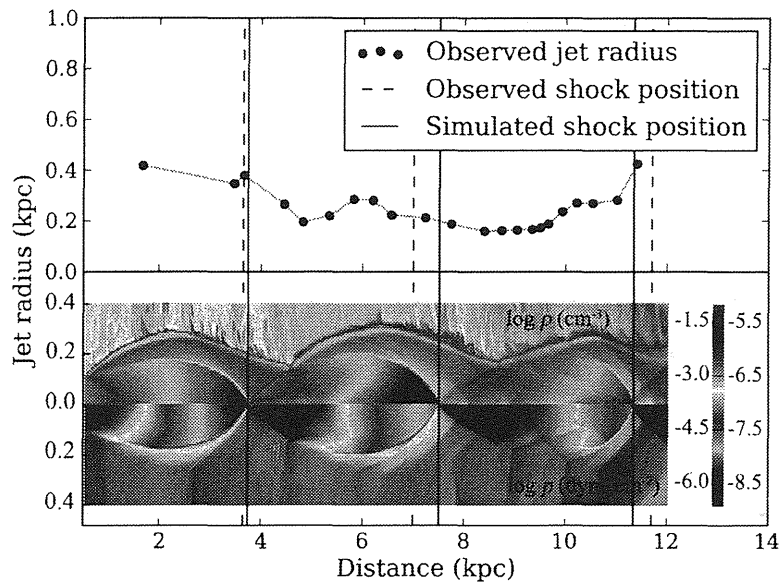 1.0
0.8
0.6
0.4
0.2
0.0
Observed jet radius
Observed shock position
Simulated shock position
Jet radius (kpc)
0.4
0.2
0.0
0.2
0.4
log ρ (cm⁻³)
-1.5
-3.0
-4.5
-6.0
-5.5
-6.5
-7.5
-8.5
2 4 6 8 10 12 14
Distance (kpc)